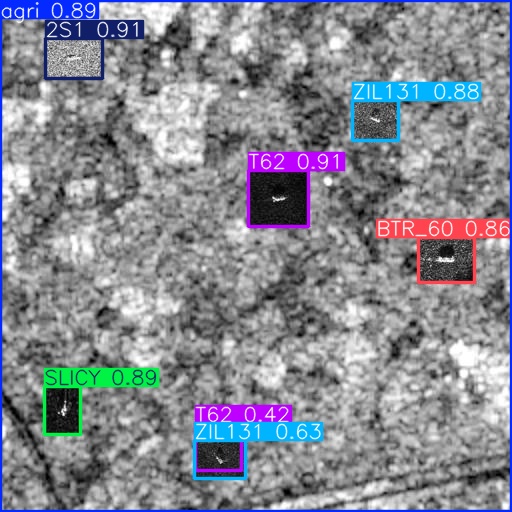 agri 0.89
2S1 0.91
ZIL131 0.88
T62 0.91
BTR_60 0.86
SLICY 0.89
T62 0.42
ZIL131 0.63